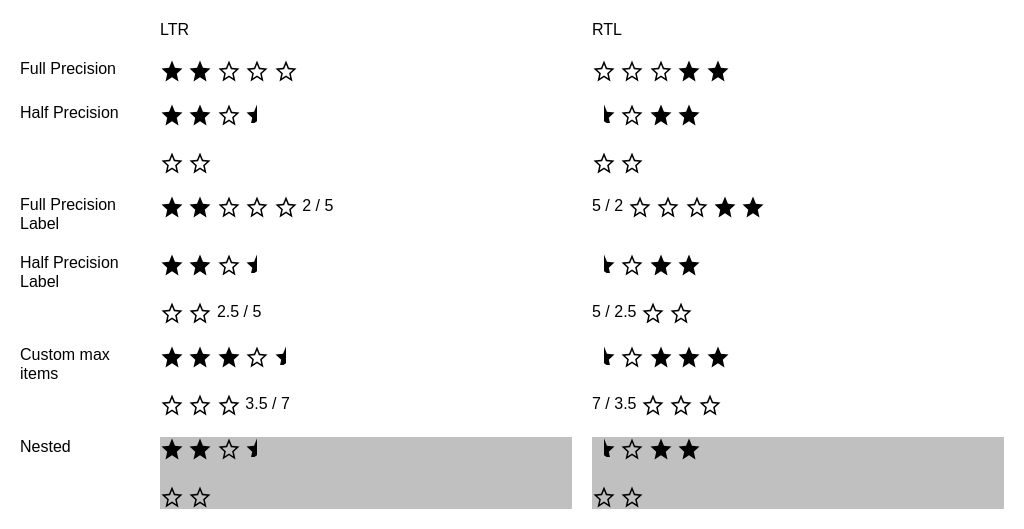 LTR RTL
Full Precision
Half Precision
Full Precision
Label
2 / 5
5 / 2
Half Precision
Label
2.5 / 5
5 / 2.5
Custom max
items
3.5 / 7
7 / 3.5
Nested